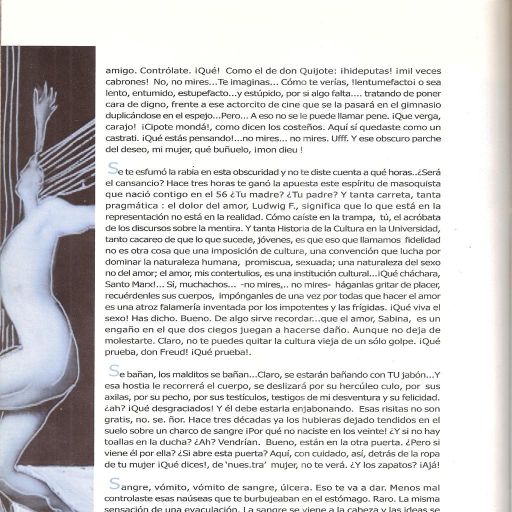 amigo. Contrólate. ¡Qué!  Como el de don Quijote: ¡hideputas! ¡mil veces
cabrones!  No, no mires...Te imaginas... Cómo te verías, !lentumefacto¡ o sea
lento, entumido, estupefacto...y estúpido, por si algo falta.... tratando de poner
cara de digno, frente a ese actorcito de cine que se la pasará en el gimnasio
duplicándose en el espejo...Pero... A eso no se le puede llamar pene. ¡Que verga,
carajo!  ¡Cipote mondá!, como dicen los costeños. Aquí sí quedaste como un
castrati. ¡Qué estás pensando!...no mires... no mires. Ufff. Y ese obscuro parche
del deseo, mi mujer, qué buñuelo, ¡mon dieu !
Se te esfumó la rabia en esta obscuridad y no te diste cuenta a qué horas..¿Será
el cansancio? Hace tres horas te ganó la apuesta este espíritu de masoquista
que nació contigo en el 56 ¿Tu madre? ¿Tu padre? Y tanta carreta, tanta
pragmática : el dolor del amor, Ludwig F., significa que lo que está en la
representación no está en la realidad. Cómo caíste en la trampa,  tú, el acróbata
de los discursos sobre la mentira. Y tanta Historia de la Cultura en la Universidad,
tanto cacareo de que lo que sucede, jóvenes, es que eso que llamamos  fidelidad
no es otra cosa que una imposición de cultura, una convención que lucha por
dominar la naturaleza humana,  promiscua, sexuada; una naturaleza del sexo
no del amor; el amor, mis contertulios, es una institución cultural...¡Qué cháchara,
Santo Marx!... Sí, muchachos...  -no mires,.. no mires-  háganlas gritar de placer,
recuérdenles sus cuerpos,  impónganles de una vez por todas que hacer el amor
es una atroz falamería inventada por los impotentes y las frígidas. ¡Qué viva el
sexo! Has dicho. Bueno. De algo sirve recordar...que el amor, Sabina,  es un
engaño en el que dos ciegos juegan a hacerse daño. Aunque no deja de
molestarte. Claro, no te puedes quitar la cultura vieja de un sólo golpe. ¡Qué
prueba, don Freud! ¡Qué prueba!.
Se bañan, los malditos se bañan...Claro, se estarán bañando con TU jabón...Y
esa hostia le recorrerá el cuerpo, se deslizará por su hercúleo culo, por  sus
axilas, por su pecho, por sus testículos, testigos de mi desventura y su felicidad.
¿ah? ¡Qué desgraciados! Y él debe estarla enjabonando.  Esas risitas no son
gratis, no. se. ñor. Hace tres décadas ya los hubieras dejado tendidos en el
suelo sobre un charco de sangre ¡Por qué no naciste en los veinte! ¿Y si no hay
toallas en la ducha? ¿Ah? Vendrían.  Bueno, están en la otra puerta. ¿Pero si
viene él por ella? ¿Si abre esta puerta? Aquí, con cuidado, así, detrás de la ropa
de tu mujer ¡Qué dices!, de 'nues.tra'  mujer, no te verá. ¿Y los zapatos? ¡Ajá!
Sangre, vómito, vómito de sangre, úlcera. Eso te va a dar. Menos mal
controlaste esas naúseas que te burbujeaban en el estómago. Raro. La misma
sensación de una evaculación. La sangre se viene a la cabeza y las ideas se